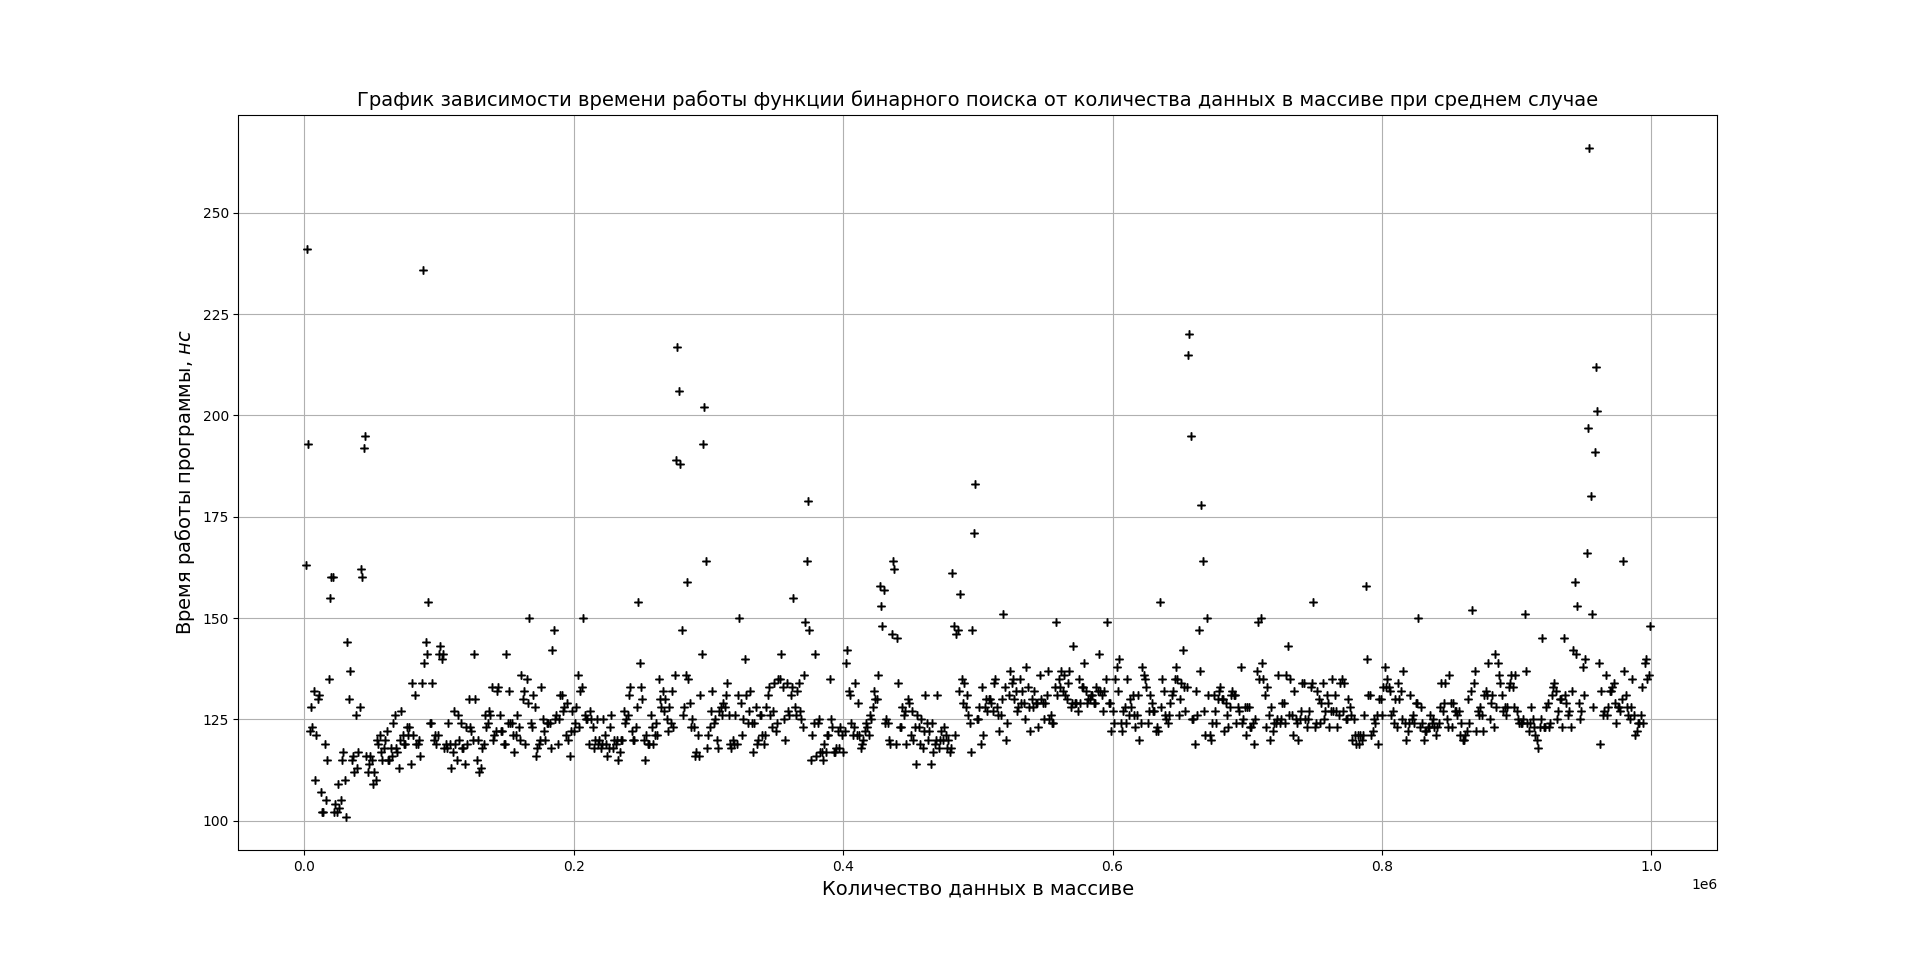 График зависимости времени работы функции бинарного поиска от количества данных в массиве при среднем случае
Время работы программы, нс
250
225
200
175
150
125
100
0.0 0.2 0.4 0.6 0.8 1.0
1e6
Количество данных в массиве